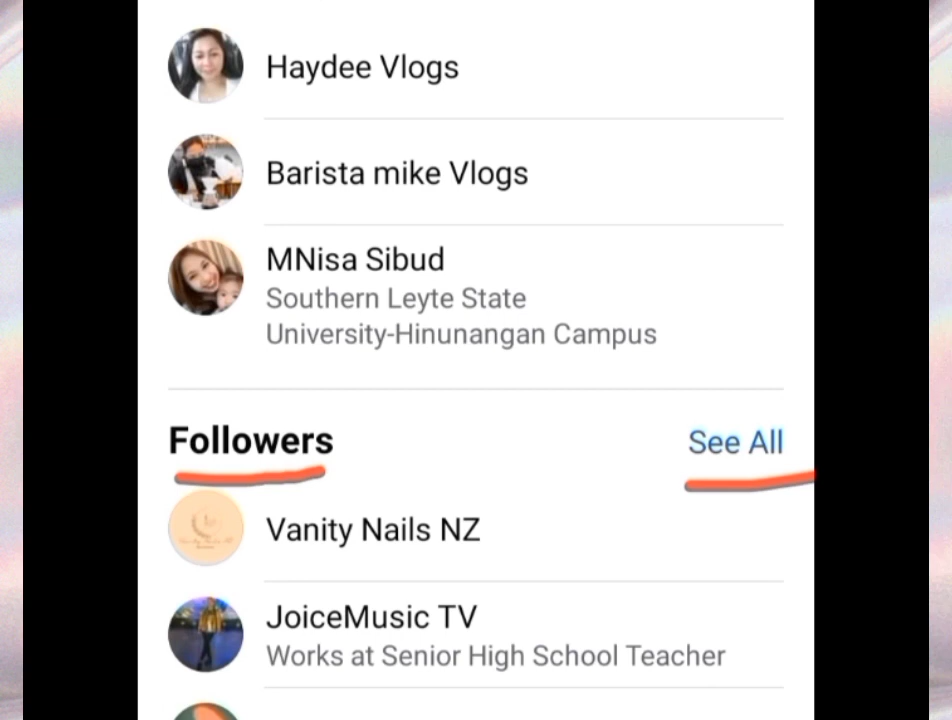 Haydee Vlogs
Barista mike Vlogs
MNisa Sibud
Southern Leyte State
University-Hinunangan Campus
Followers
See All
Vanity Nails NZ
JoiceMusic TV
Works at Senior High School Teacher